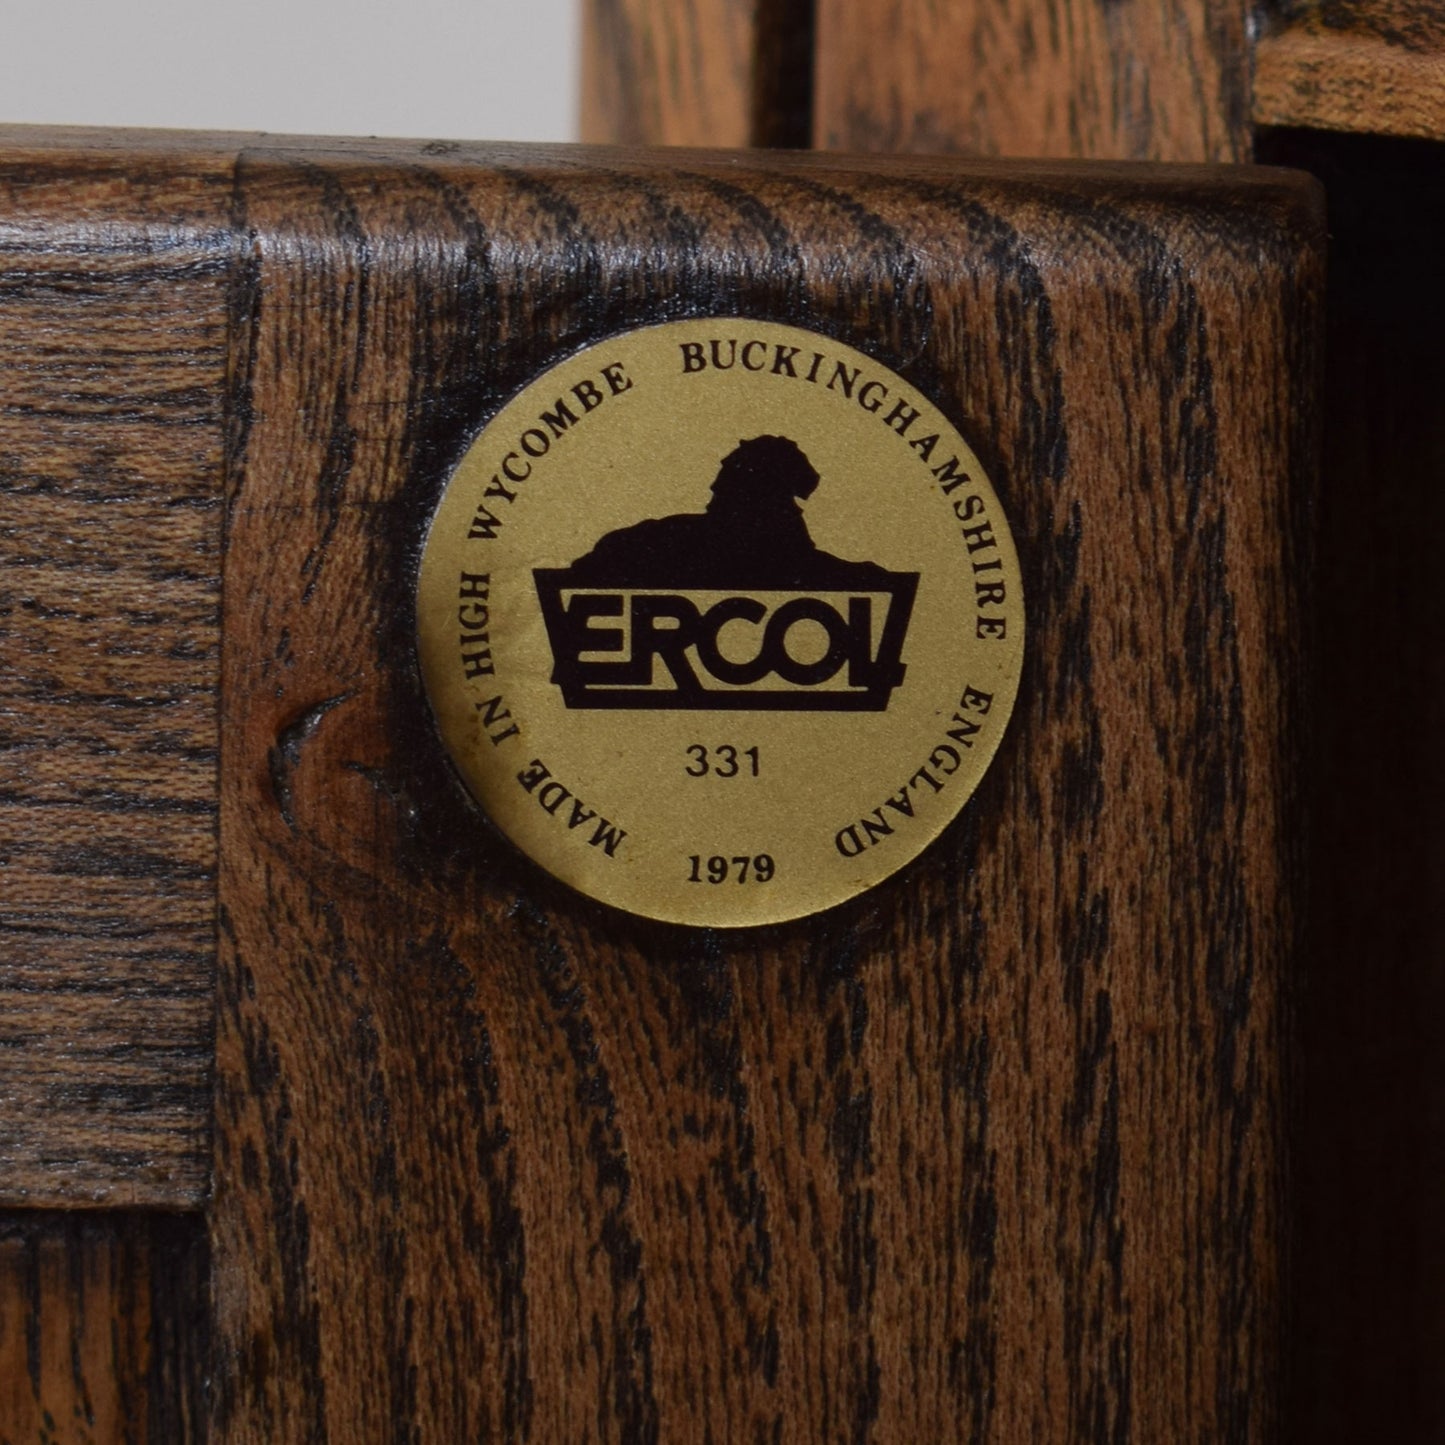 MADE IN HIGH WYCOMBE BUCKINGHAMSHIRE ENGLAND
ERCOL
331
1979